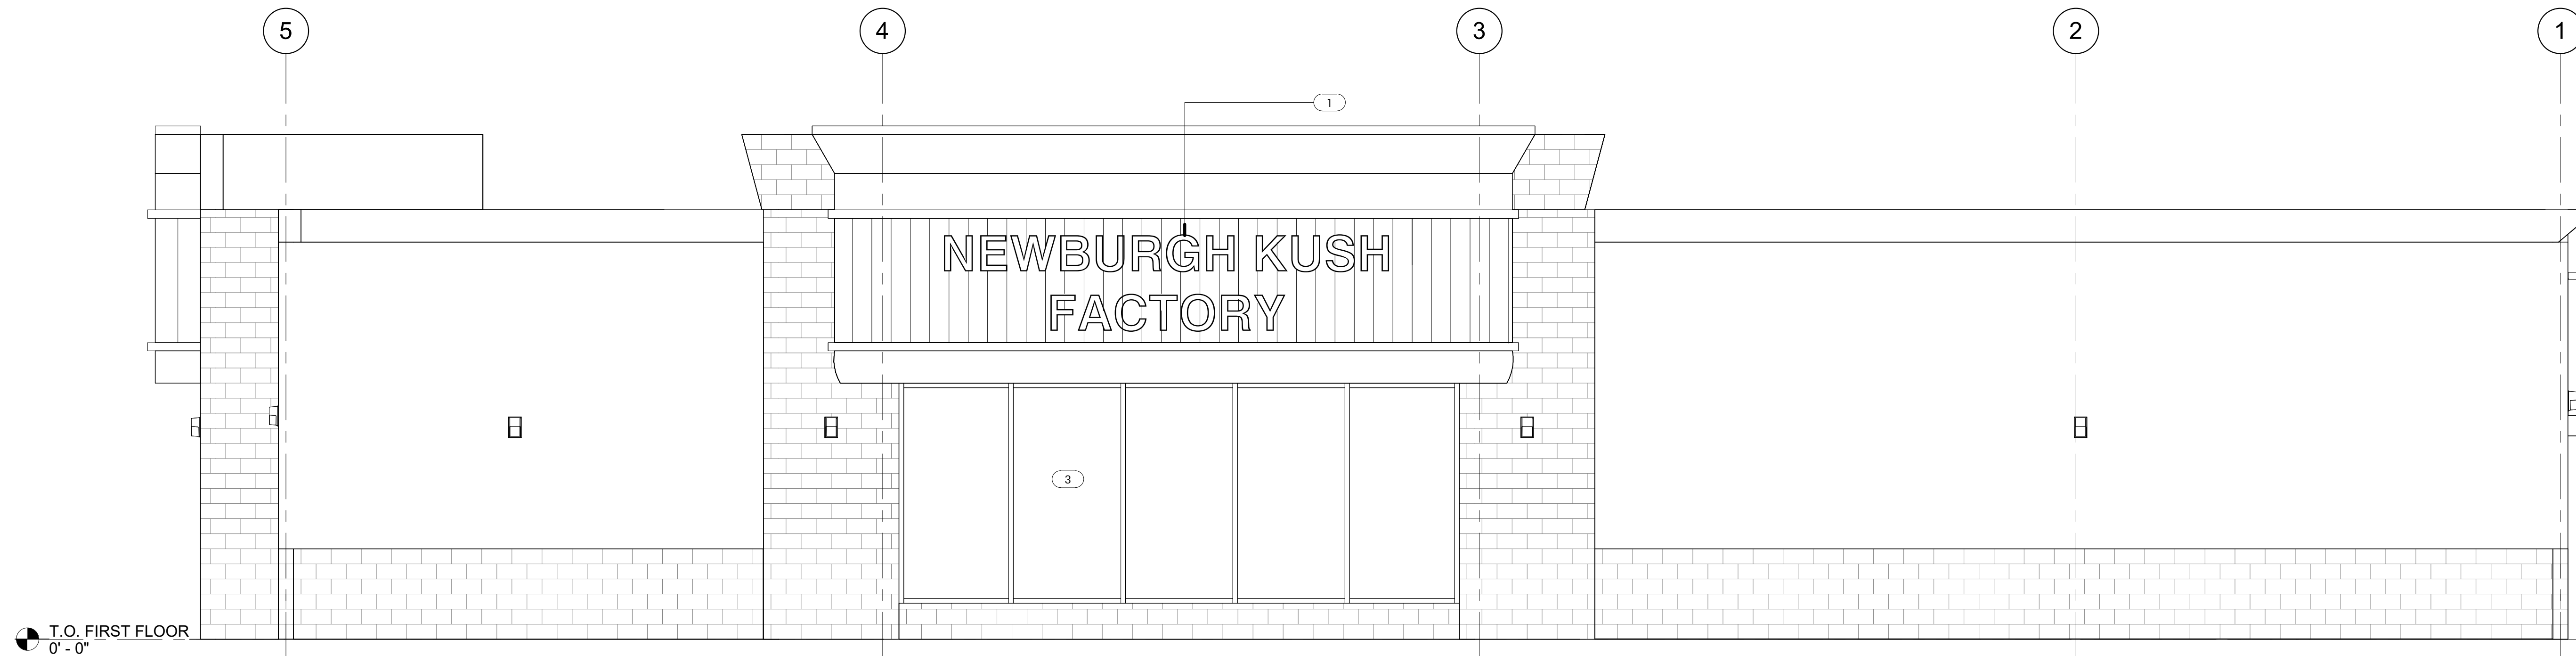 5 4 3 2 1
1
NEWBURGH KUSH
FACTORY
3
T.O. FIRST FLOOR
0' - 0"